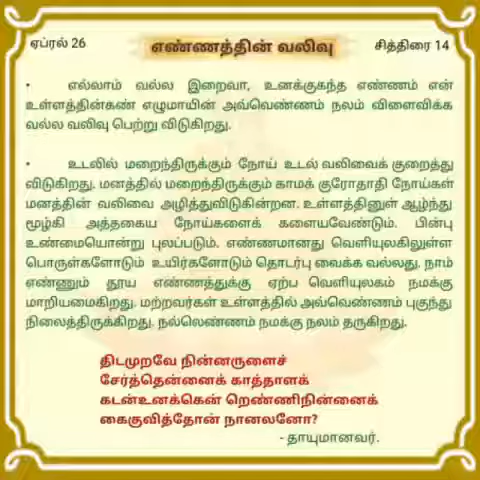 ஏப்ரல் 26
எண்ணத்தின் வலிவு
சித்திரை 14
• எல்லாம் வல்ல இறைவா, உனக்குகந்த எண்ணம் என்
உள்ளத்தின்கண் எழுமாயின் அவ்வெண்ணம் நலம் விளைவிக்க
வல்ல வலிவு பெற்று விடுகிறது.
• உடலில் மறைந்திருக்கும் நோய் உடல் வலிவைக் குறைத்து
விடுகிறது. மனத்தில் மறைந்திருக்கும் காமக் குரோதாதி நோய்கள்
மனத்தின் வலிவை அழித்துவிடுகின்றன. உள்ளத்தினுள் ஆழ்ந்து
மூழ்கி அத்தகைய நோய்களைக் களையவேண்டும். பின்பு
உண்மையொன்று புலப்படும். எண்ணமானது வெளியுலகிலுள்ள
பொருள்களோடும் உயிர்களோடும் தொடர்பு வைக்க வல்லது. நாம்
எண்ணும் தூய எண்ணத்துக்கு ஏற்ப வெளியுலகம் நமக்கு
மாறியமைகிறது. மற்றவர்கள் உள்ளத்தில் அவ்வெண்ணம் புகுந்து
நிலைத்திருக்கிறது. நல்லெண்ணம் நமக்கு நலம் தருகிறது.
திடமுறவே நின்னருளைச்
சேர்த்தென்னைக் காத்தாளக்
கடன்உனக்கென் றெண்ணிநின்னைக்
கைகுவித்தோன் நானலனோ?
- தாயுமானவர்.